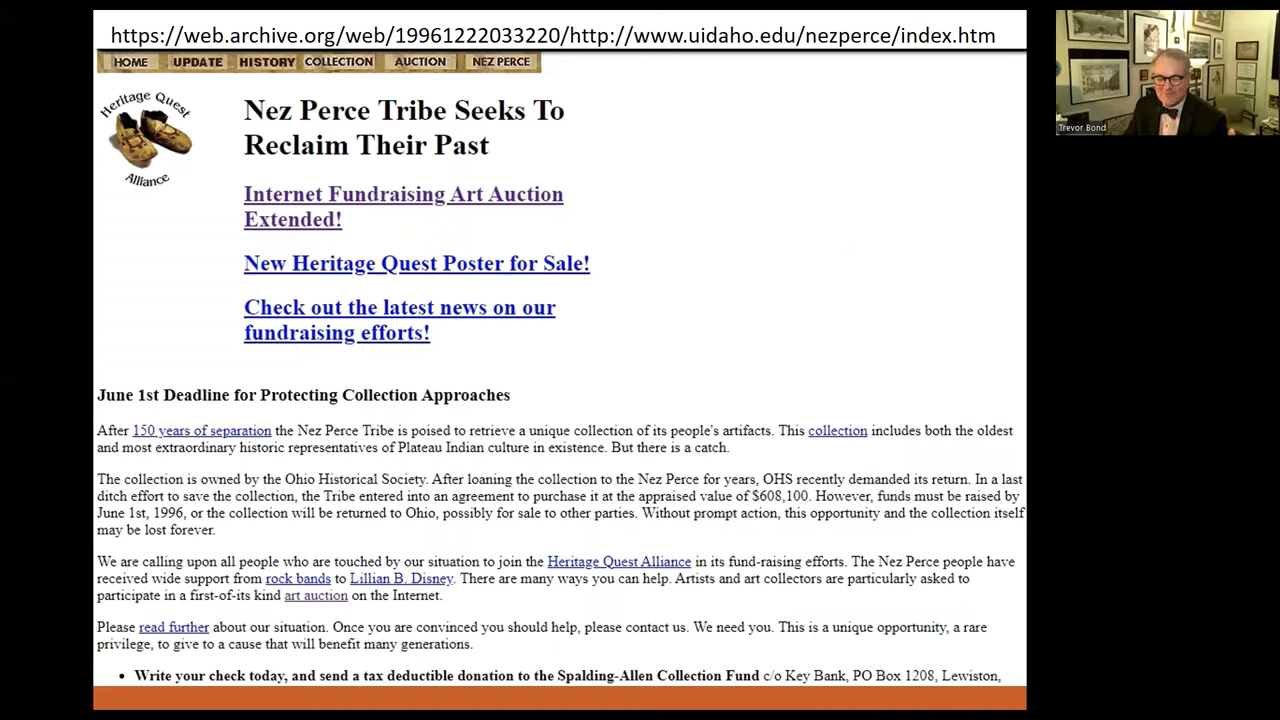 https://web.archive.org/web/19961222033220/http://www.uidaho.edu/nezperce/index.htm
HOME UPDATE HISTORY COLLECTION AUCTION NEZ PERCE
Heritage Quest
Alliance
Nez Perce Tribe Seeks To
Reclaim Their Past
Internet Fundraising Art Auction
Extended!
New Heritage Quest Poster for Sale!
Check out the latest news on our
fundraising efforts!
June 1st Deadline for Protecting Collection Approaches
After 150 years of separation the Nez Perce Tribe is poised to retrieve a unique collection of its people's artifacts. This collection includes both the oldest
and most extraordinary historic representatives of Plateau Indian culture in existence. But there is a catch.
The collection is owned by the Ohio Historical Society. After loaning the collection to the Nez Perce for years, OHS recently demanded its return. In a last
ditch effort to save the collection, the Tribe entered into an agreement to purchase it at the appraised value of $608,100. However, funds must be raised by
June 1st, 1996, or the collection will be returned to Ohio, possibly for sale to other parties. Without prompt action, this opportunity and the collection itself
may be lost forever.
We are calling upon all people who are touched by our situation to join the Heritage Quest Alliance in its fund-raising efforts. The Nez Perce people have
received wide support from rock bands to Lillian B. Disney. There are many ways you can help. Artists and art collectors are particularly asked to
participate in a first-of-its kind art auction on the Internet.
Please read further about our situation. Once you are convinced you should help, please contact us. We need you. This is a unique opportunity, a rare
privilege, to give to a cause that will benefit many generations.
• Write your check today, and send a tax deductible donation to the Spalding-Allen Collection Fund c/o Key Bank, PO Box 1208, Lewiston,
Trevor Bond